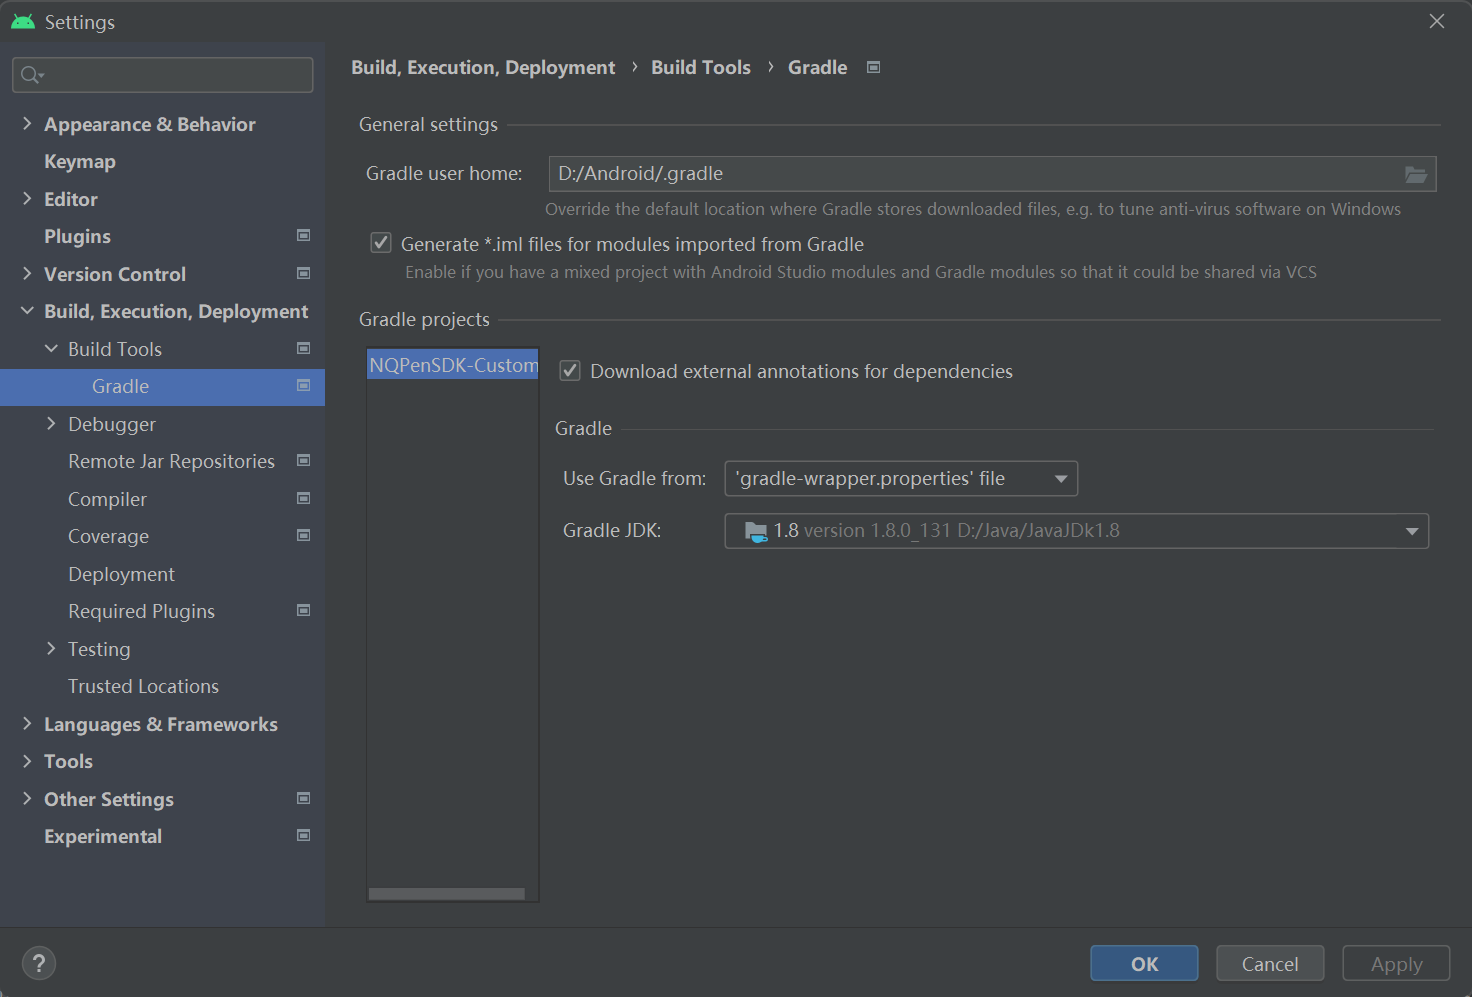 Settings
Appearance & Behavior
Keymap
Editor
Plugins
Version Control
Build, Execution, Deployment
Build Tools
Gradle
Debugger
Remote Jar Repositories
Compiler
Coverage
Deployment
Required Plugins
Testing
Trusted Locations
Languages & Frameworks
Tools
Other Settings
Experimental
Build, Execution, Deployment › Build Tools › Gradle
General settings
Gradle user home: D:/Android/.gradle
Override the default location where Gradle stores downloaded files, e.g. to tune anti-virus software on Windows
Generate *.iml files for modules imported from Gradle
Enable if you have a mixed project with Android Studio modules and Gradle modules so that it could be shared via VCS
Gradle projects
NQPenSDK-Custom
Download external annotations for dependencies
Gradle
Use Gradle from: 'gradle-wrapper.properties' file
Gradle JDK: 1.8 version 1.8.0_131 D:/Java/JavaJDk1.8
?
OK
Cancel
Apply